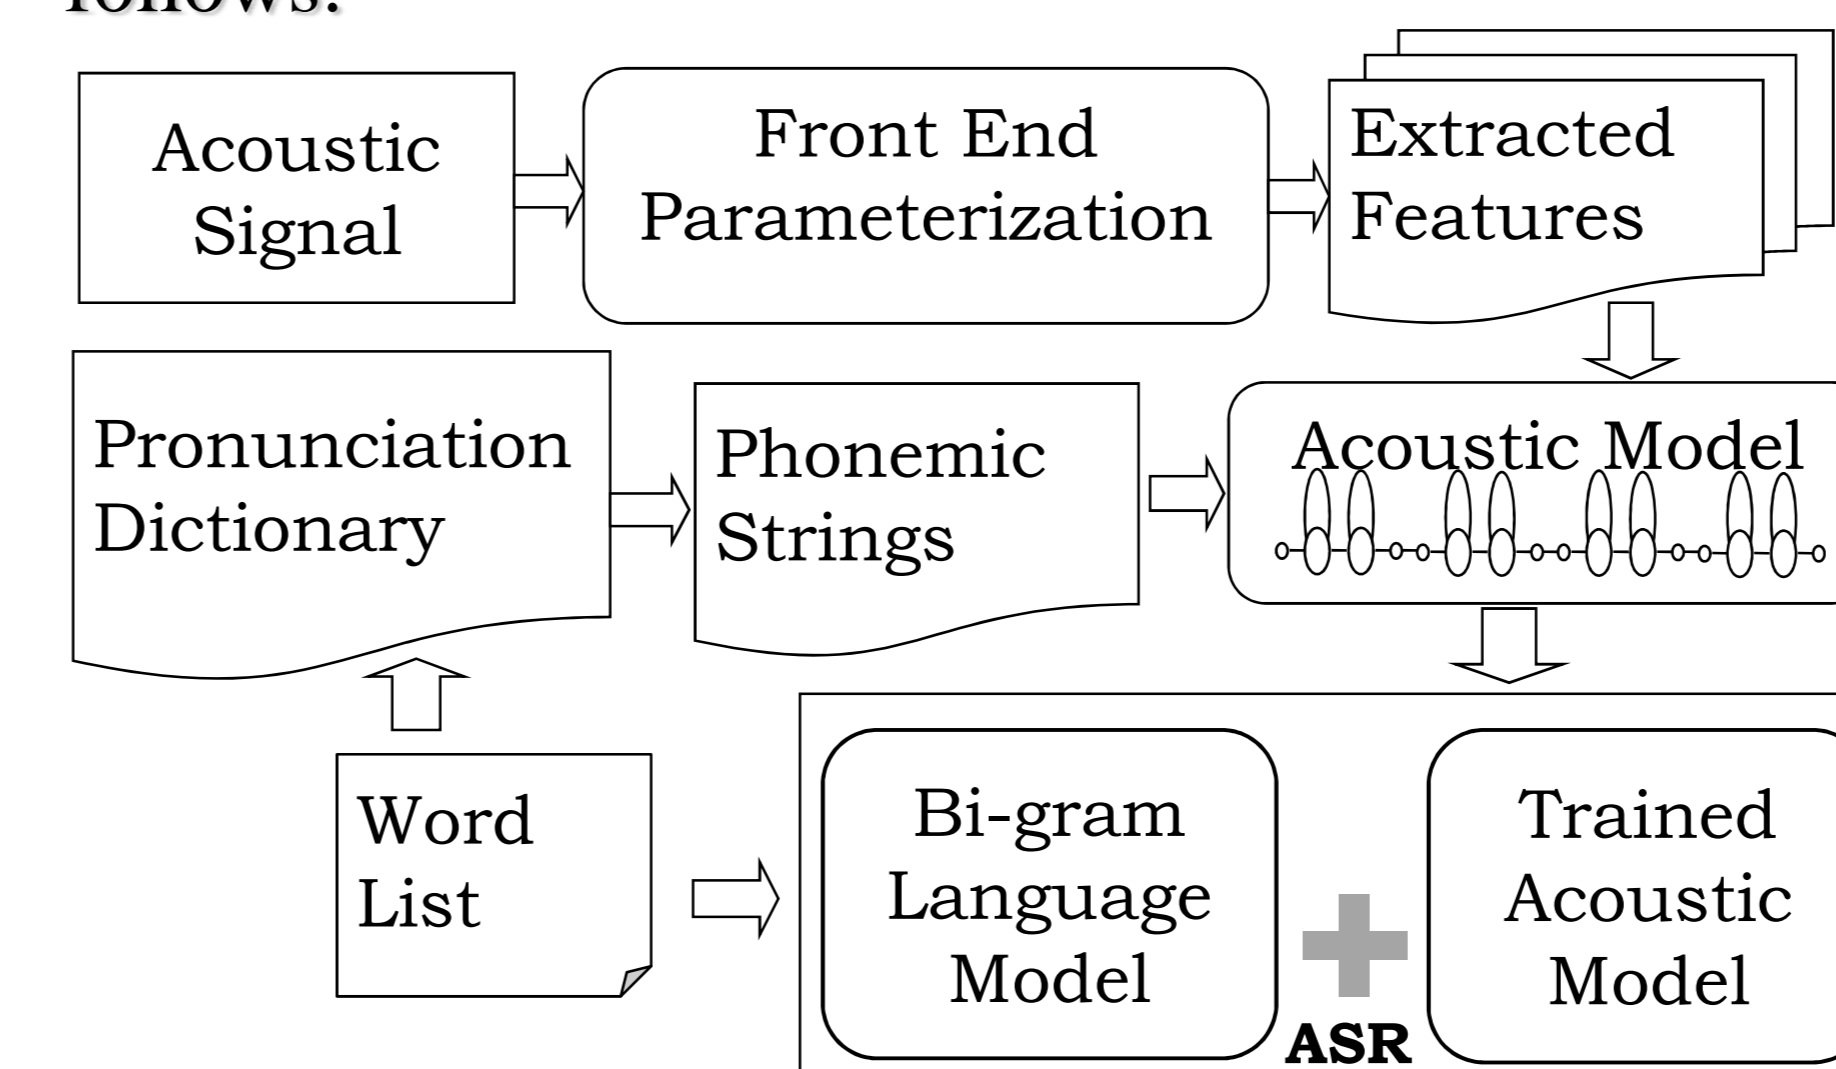 follows:
Acoustic
Signal
Front End
Parameterization
Extracted
Features
Pronunciation
Dictionary
Phonemic
Strings
Acoustic Model
Word
List
Bi-gram
Language
Model
ASR
Trained
Acoustic
Model